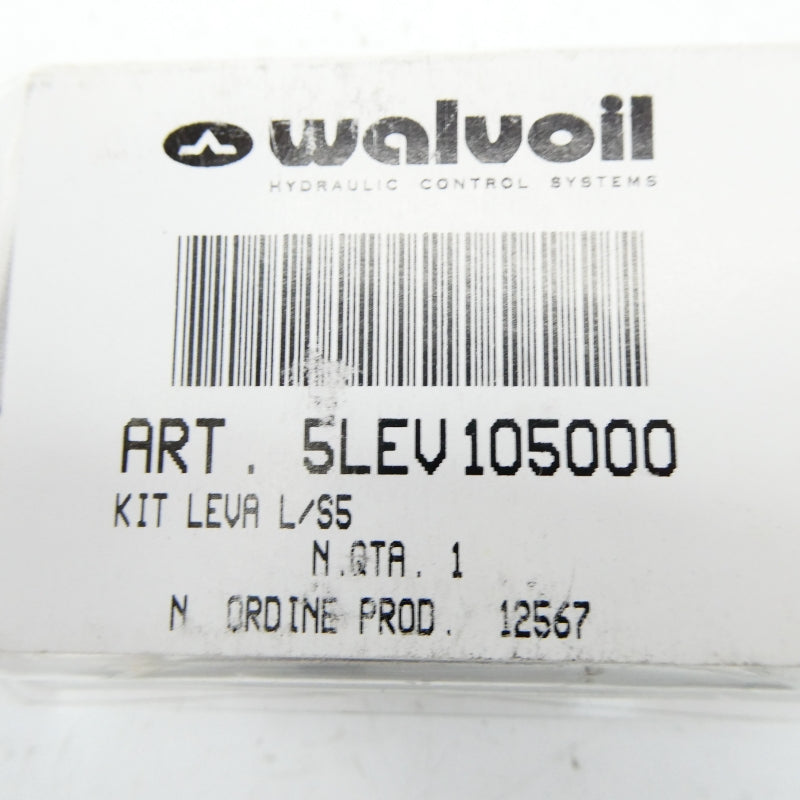 walvoil
HYDRAULIC CONTROL SYSTEMS
ART. 5LEV105000
KIT LEVA L/S5
N.QTA. 1
N ORDINE PROD. 12567